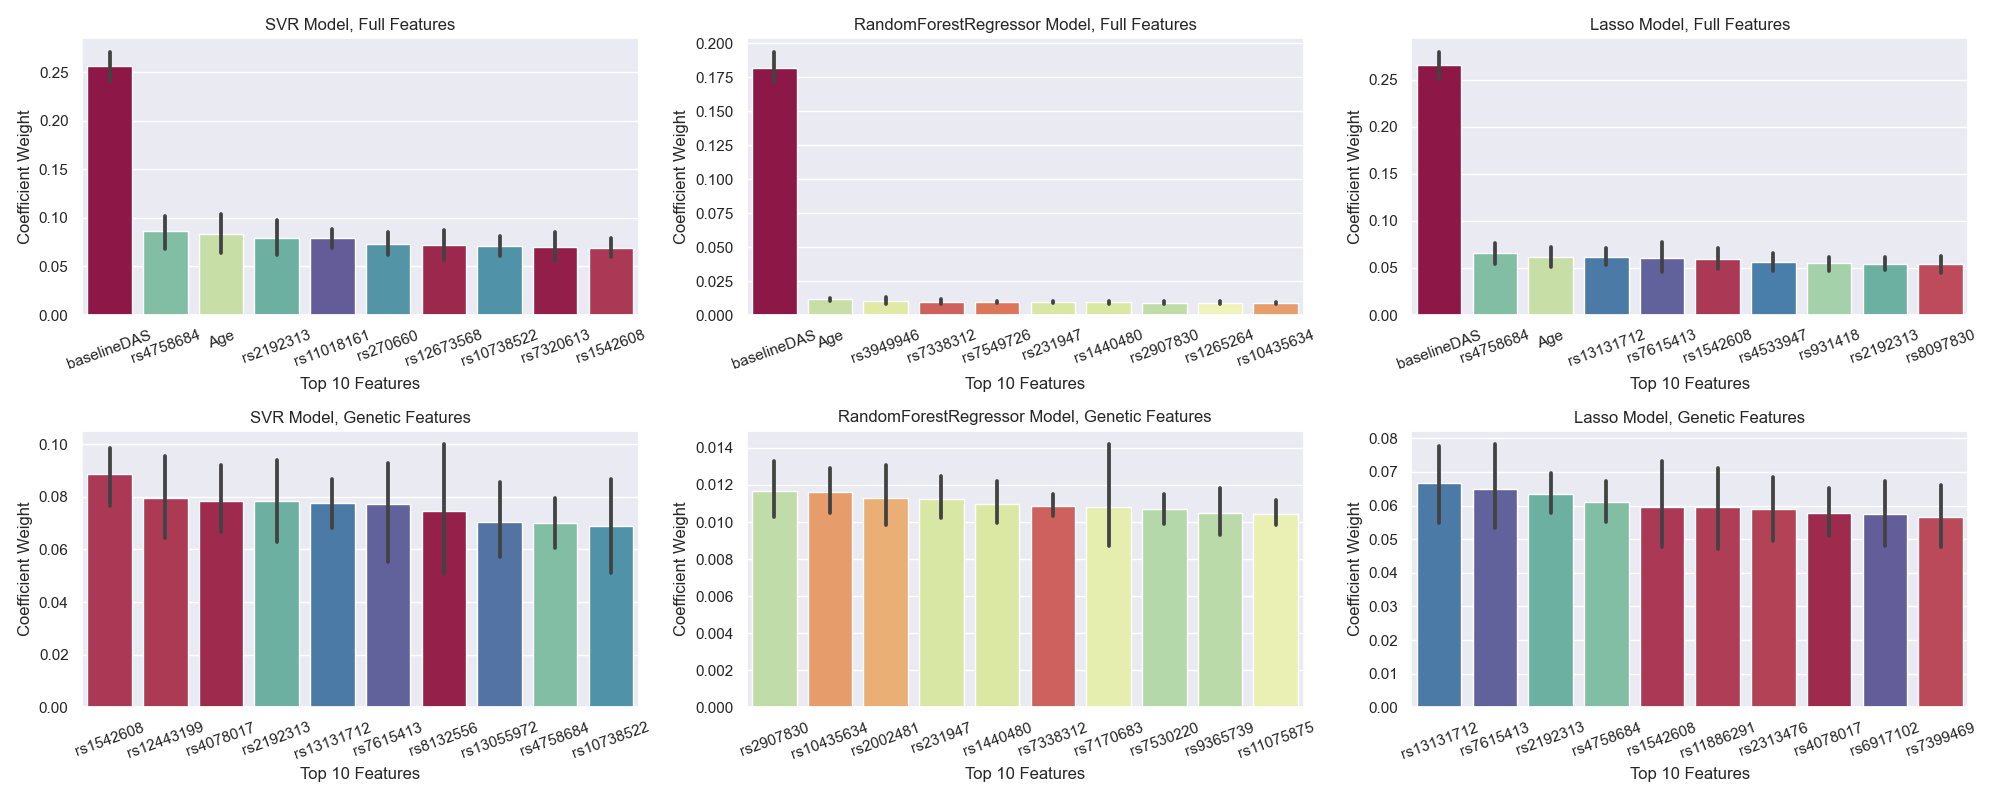 SVR Model, Full Features
Coefficient Weight
0.25
0.20
0.15
0.10
0.05
0.00
baselineDAS rs4758684 Age rs2192313 rs11018161 rs270660 rs12673568 rs10738522 rs7320613 rs1542608
Top 10 Features
RandomForestRegressor Model, Full Features
Coefficient Weight
0.200
0.175
0.150
0.125
0.100
0.075
0.050
0.025
0.000
baselineDAS Age rs3949946 rs7338312 rs7549726 rs231947 rs1440480 rs2907830 rs1265264 rs10435634
Top 10 Features
Lasso Model, Full Features
Coefficient Weight
0.25
0.20
0.15
0.10
0.05
0.00
baselineDAS rs4758684 Age rs13131712 rs7615413 rs1542608 rs4533947 rs931418 rs2192313 rs8097830
Top 10 Features
SVR Model, Genetic Features
Coefficient Weight
0.10
0.08
0.06
0.04
0.02
0.00
rs1542608 rs12443199 rs4078017 rs2192313 rs13131712 rs7615413 rs8132556 rs13055972 rs4758684 rs10738522
Top 10 Features
RandomForestRegressor Model, Genetic Features
Coefficient Weight
0.014
0.012
0.010
0.008
0.006
0.004
0.002
0.000
rs2907830 rs10435634 rs2002481 rs231947 rs1440480 rs7338312 rs7170683 rs7530220 rs9365739 rs11075875
Top 10 Features
Lasso Model, Genetic Features
Coefficient Weight
0.08
0.07
0.06
0.05
0.04
0.03
0.02
0.01
0.00
rs13131712 rs7615413 rs2192313 rs4758684 rs1542608 rs11886291 rs2313476 rs4078017 rs6917102 rs7399469
Top 10 Features